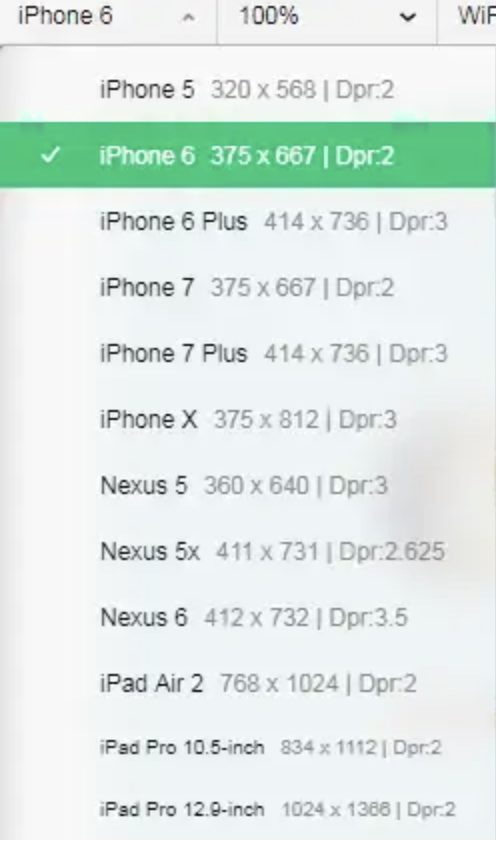 iPhone 6 100% WiF
iPhone 5 320 x 568 | Dpr:2
iPhone 6 375 x 667 | Dpr:2
iPhone 6 Plus 414 x 736 | Dpr:3
iPhone 7 375 x 667 | Dpr:2
iPhone 7 Plus 414 x 736 | Dpr:3
iPhone X 375 x 812 | Dpr:3
Nexus 5 360 x 640 | Dpr:3
Nexus 5x 411 x 731 | Dpr:2.625
Nexus 6 412 x 732 | Dpr:3.5
iPad Air 2 768 x 1024 | Dpr:2
iPad Pro 10.5-inch 834 x 1112 | Dpr:2
iPad Pro 12.9-inch 1024 x 1366 | Dpr:2